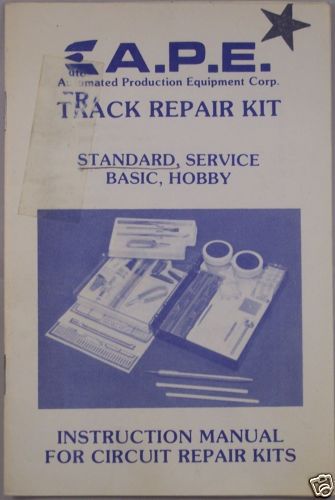 A.P.E.
Automated Production Equipment Corp.
TRACK REPAIR KIT
STANDARD, SERVICE
BASIC, HOBBY
INSTRUCTION MANUAL
FOR CIRCUIT REPAIR KITS